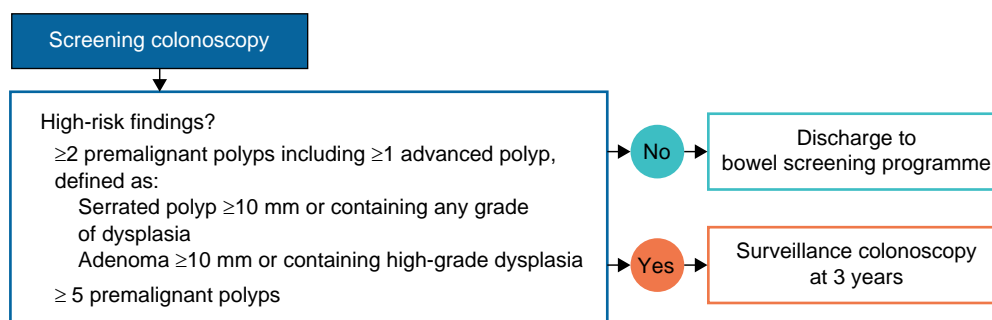 Screening colonoscopy
High-risk findings?
≥2 premalignant polyps including ≥1 advanced polyp,
defined as:
Serrated polyp ≥10 mm or containing any grade
of dysplasia
Adenoma ≥10 mm or containing high-grade dysplasia
≥ 5 premalignant polyps
No
Discharge to
bowel screening programme
Yes
Surveillance colonoscopy
at 3 years